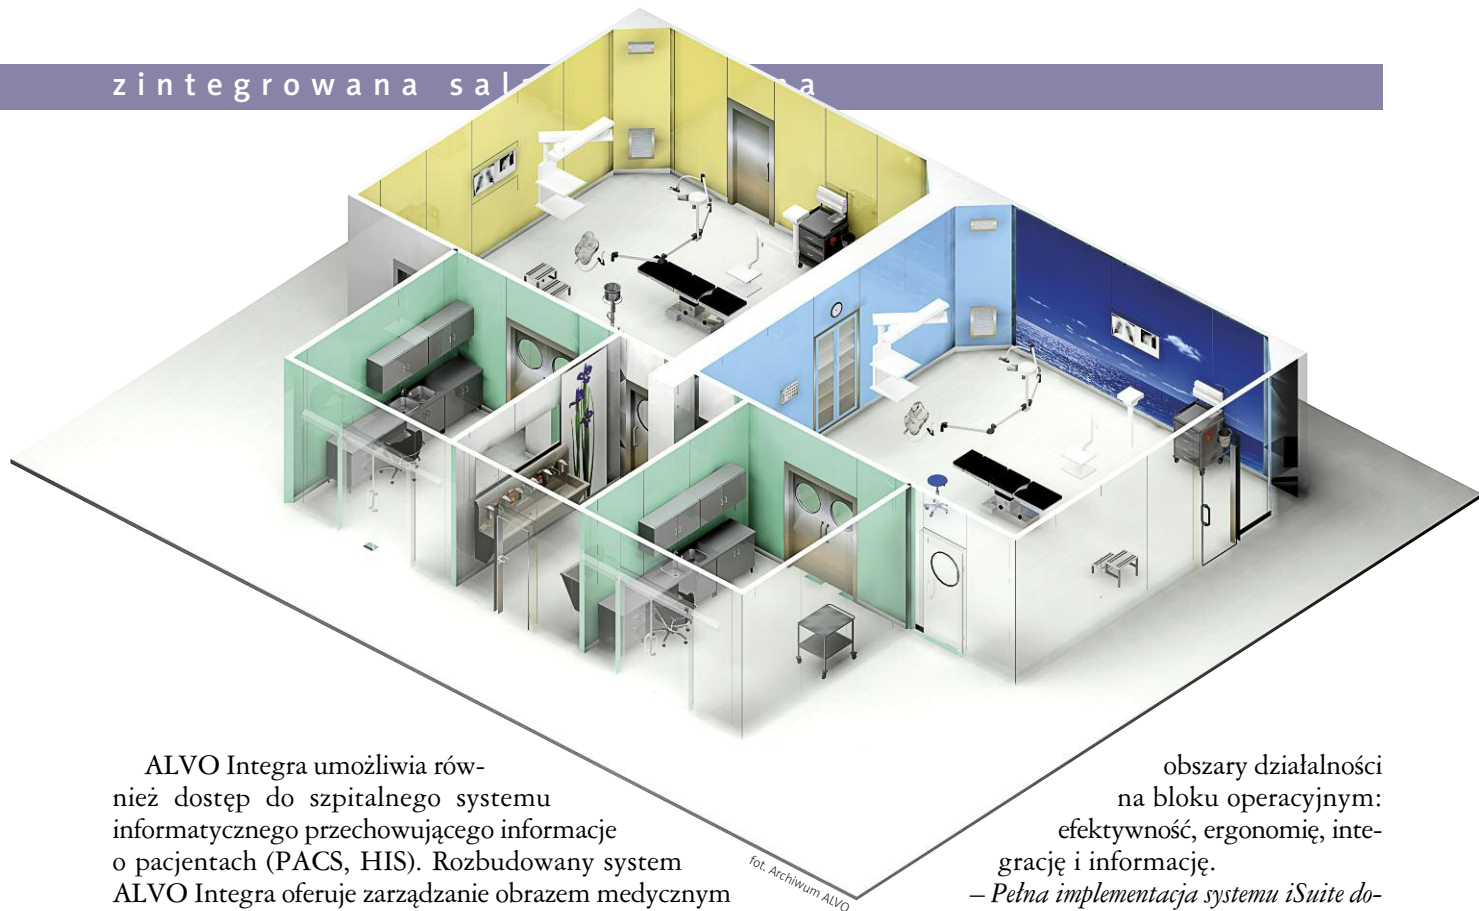 zintegrowana
ALVO Integra umożliwia rów-
nież dostęp do szpitalnego systemu
informatycznego przechowującego informacje
o pacjentach (PACS, HIS). Rozbudowany system
ALVO Integra oferuje zarządzanie obrazem medycznym
fot. Archiwum ALVO
obszary działalności
na bloku operacyjnym:
efektywność, ergonomię, inte-
grację i informację.
– Pełna implementacja systemu iSuite do-